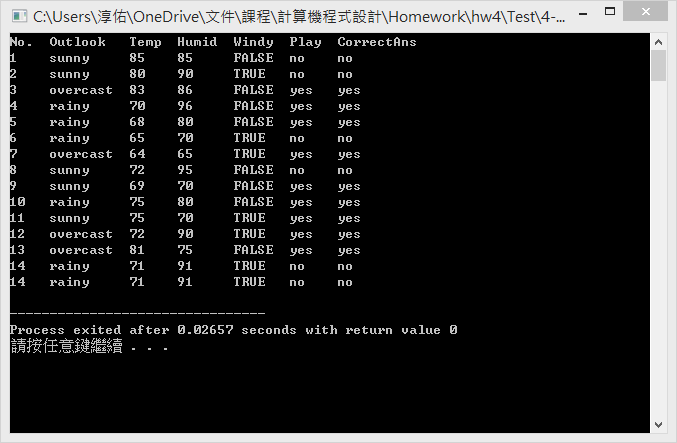 C:\Users\淳佑\OneDrive\文件\課程\計算機程式設計\Homework\hw4\Test\4-...
No. Outlook Temp Humid Windy Play CorrectAns
1 sunny 85 85 FALSE no no
2 sunny 80 90 TRUE no no
3 overcast 83 86 FALSE yes yes
4 rainy 70 96 FALSE yes yes
5 rainy 68 80 FALSE yes yes
6 rainy 65 70 TRUE no no
7 overcast 64 65 TRUE yes yes
8 sunny 72 95 FALSE no no
9 sunny 69 70 FALSE yes yes
10 rainy 75 80 FALSE yes yes
11 sunny 75 70 TRUE yes yes
12 overcast 72 90 TRUE yes yes
13 overcast 81 75 FALSE yes yes
14 rainy 71 91 TRUE no no
14 rainy 71 91 TRUE no no
--------------------------------
Process exited after 0.02657 seconds with return value 0
請按任意鍵繼續 . . .